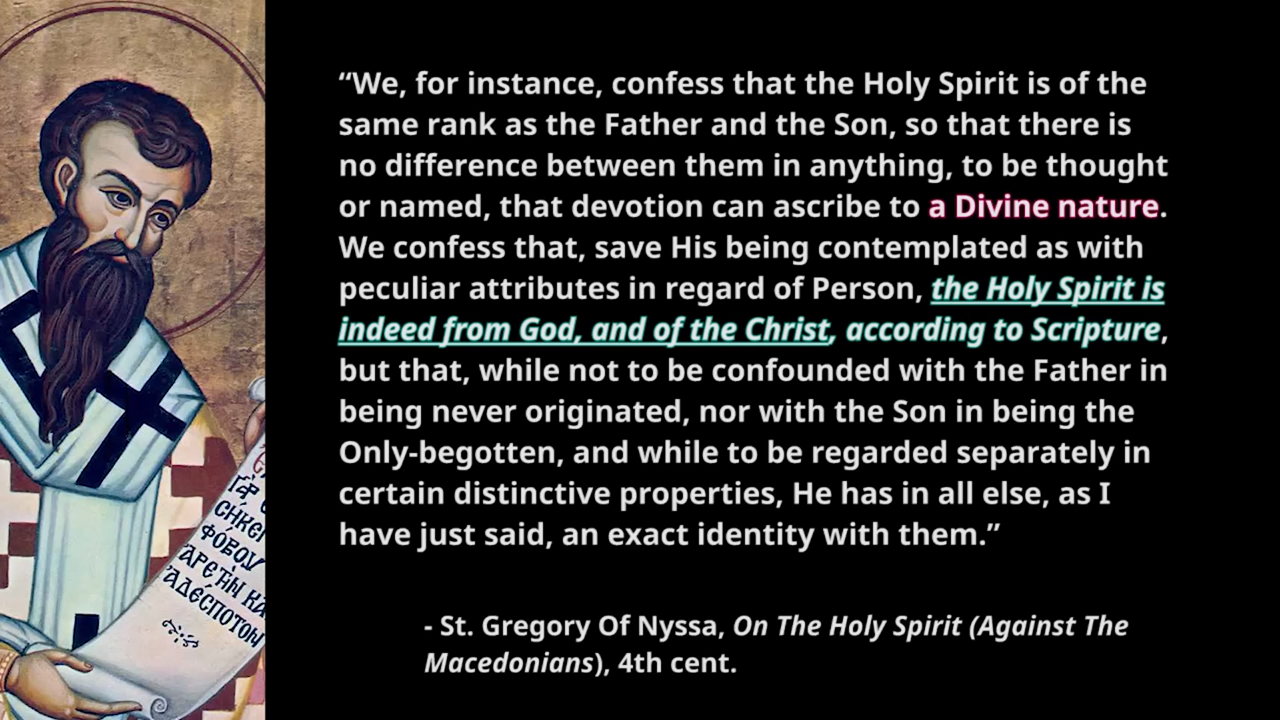 “We, for instance, confess that the Holy Spirit is of the
same rank as the Father and the Son, so that there is
no difference between them in anything, to be thought
or named, that devotion can ascribe to a Divine nature.
We confess that, save His being contemplated as with
peculiar attributes in regard of Person, the Holy Spirit is
indeed from God, and of the Christ, according to Scripture,
but that, while not to be confounded with the Father in
being never originated, nor with the Son in being the
Only-begotten, and while to be regarded separately in
certain distinctive properties, He has in all else, as I
have just said, an exact identity with them.”
- St. Gregory Of Nyssa, On The Holy Spirit (Against The
Macedonians), 4th cent.
ΦΟΒΟΥ
ΑΡΕΤῊΝ ΚΑ
ΑΔΕΣΠΟΤΟΝ